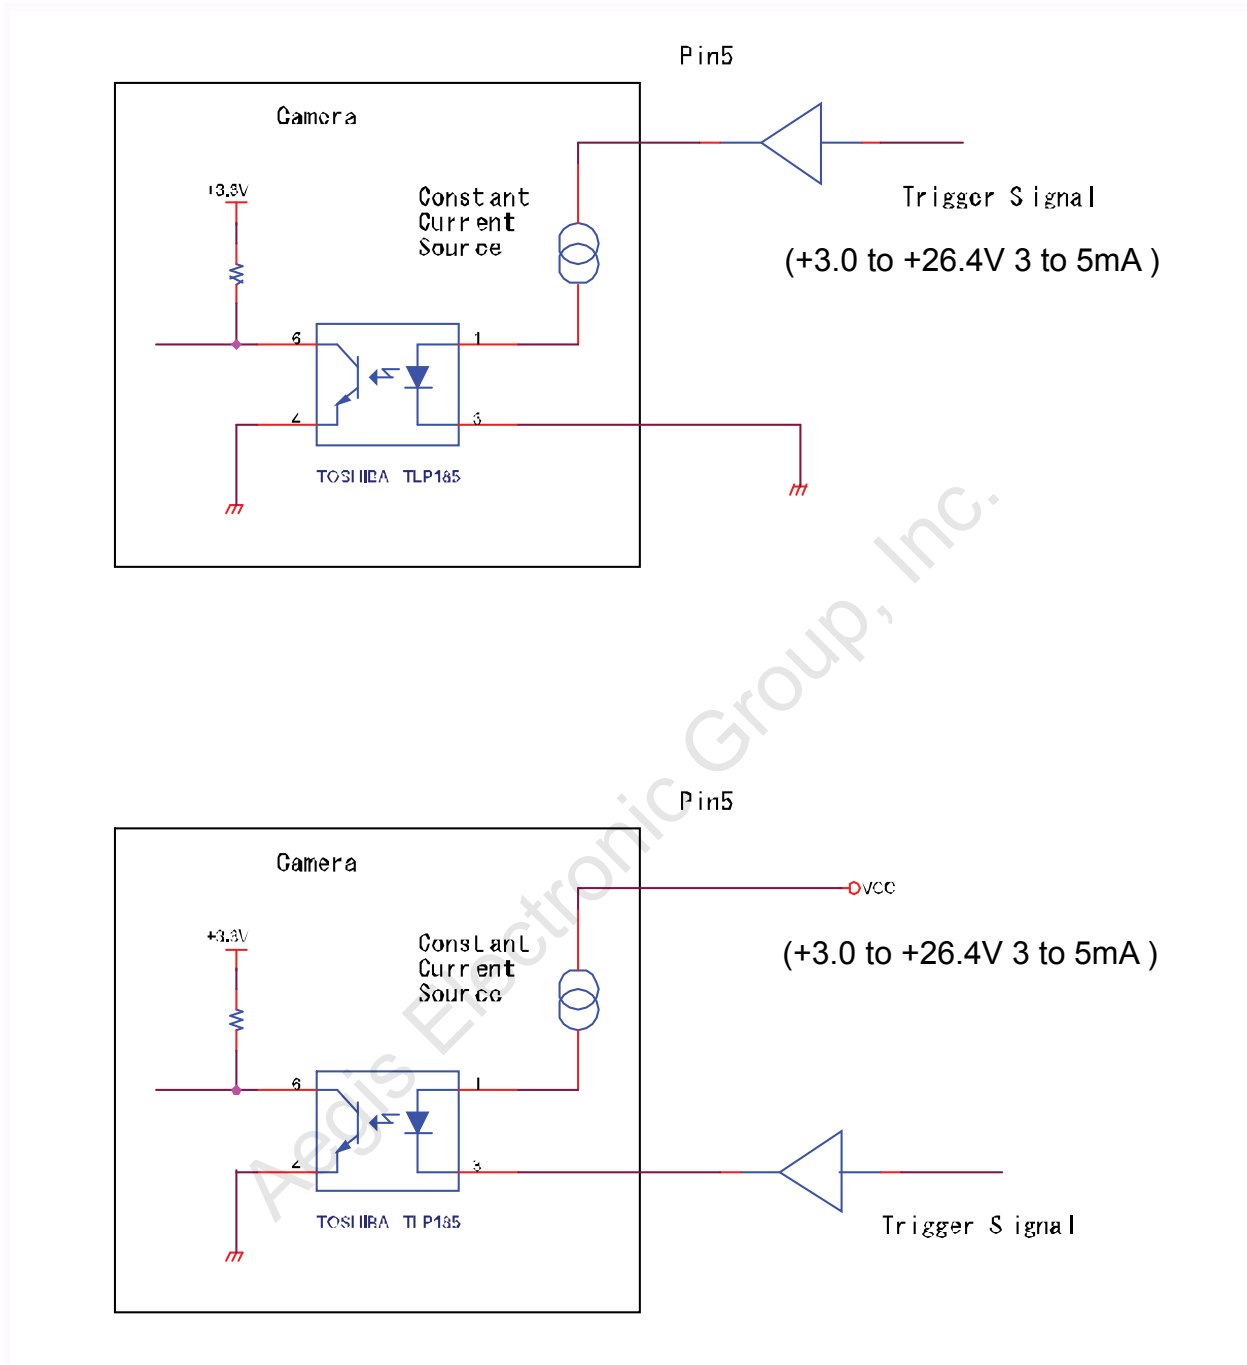 Pin5
Camera
+3.3V
Constant
Current
Source
Trigger Signal
(+3.0 to +26.4V 3 to 5mA )
6
1
4
3
TOSHIBA TLP185
Pin5
Camera
VCC
+3.3V
Constant
Current
Source
(+3.0 to +26.4V 3 to 5mA )
6
1
4
3
TOSHIBA TLP185
Trigger Signal
Aegis Electronic Group, Inc.